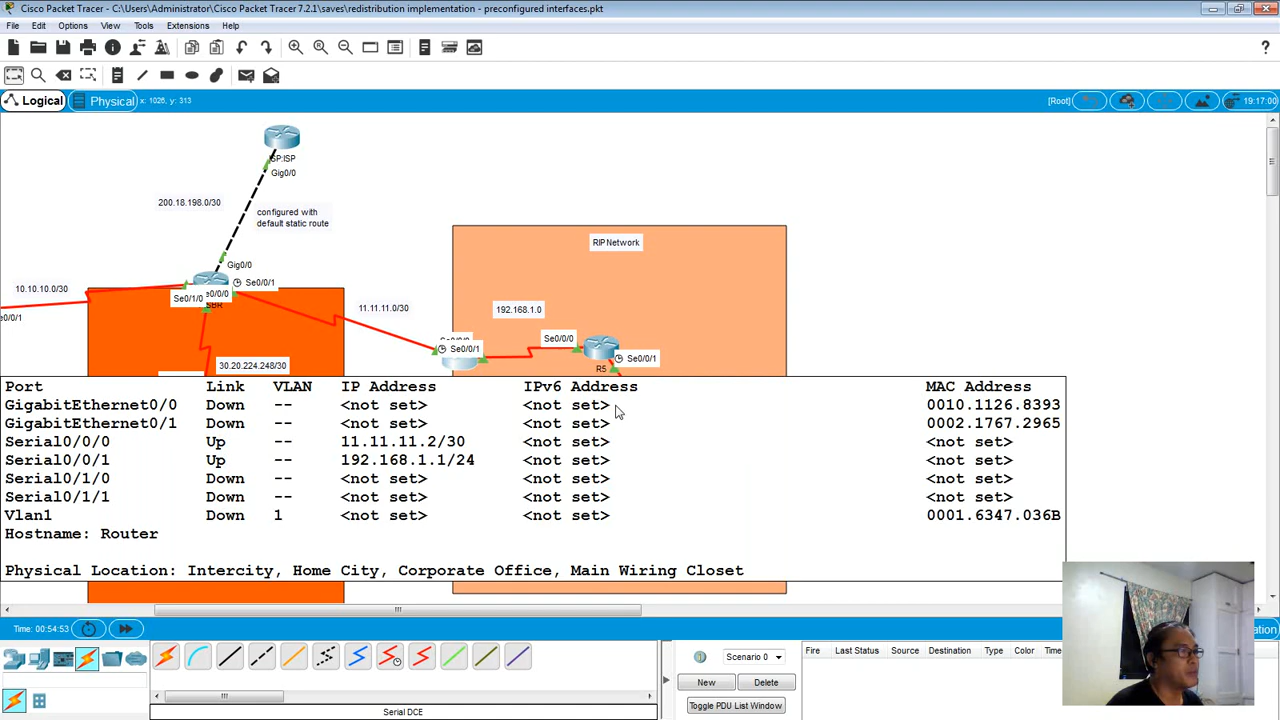 Cisco Packet Tracer - C:\Users\Administrator\Cisco Packet Tracer 7.2.1\saves\redistribution implementation - preconfigured interfaces.pkt
File Edit Options View Tools Extensions Help
Logical Physical x: 1026, y: 313 [Root] 19:17:00
Gig0/0
200.18.198.0/30
configured with
default static route
RIP Network
Gig0/0
10.10.10.0/30
Se0/0/1
Se0/1/0
11.11.11.0/30
192.168.1.0
Se0/0/0
Se0/0/1
Se0/0/1
R5
30.20.224.248/30
Port Link VLAN IP Address IPv6 Address MAC Address
GigabitEthernet0/0 Down -- <not set> <not set> 0010.1126.8393
GigabitEthernet0/1 Down -- <not set> <not set> 0002.1767.2965
Serial0/0/0 Up -- 11.11.11.2/30 <not set> <not set>
Serial0/0/1 Up -- 192.168.1.1/24 <not set> <not set>
Serial0/1/0 Down -- <not set> <not set> <not set>
Serial0/1/1 Down -- <not set> <not set> <not set>
Vlan1 Down 1 <not set> <not set> 0001.6347.036B
Hostname: Router
Physical Location: Intercity, Home City, Corporate Office, Main Wiring Closet
Time: 00:54:53
Scenario 0
New Delete
Toggle PDU List Window
Fire Last Status Source Destination Type Color Time
Serial DCE